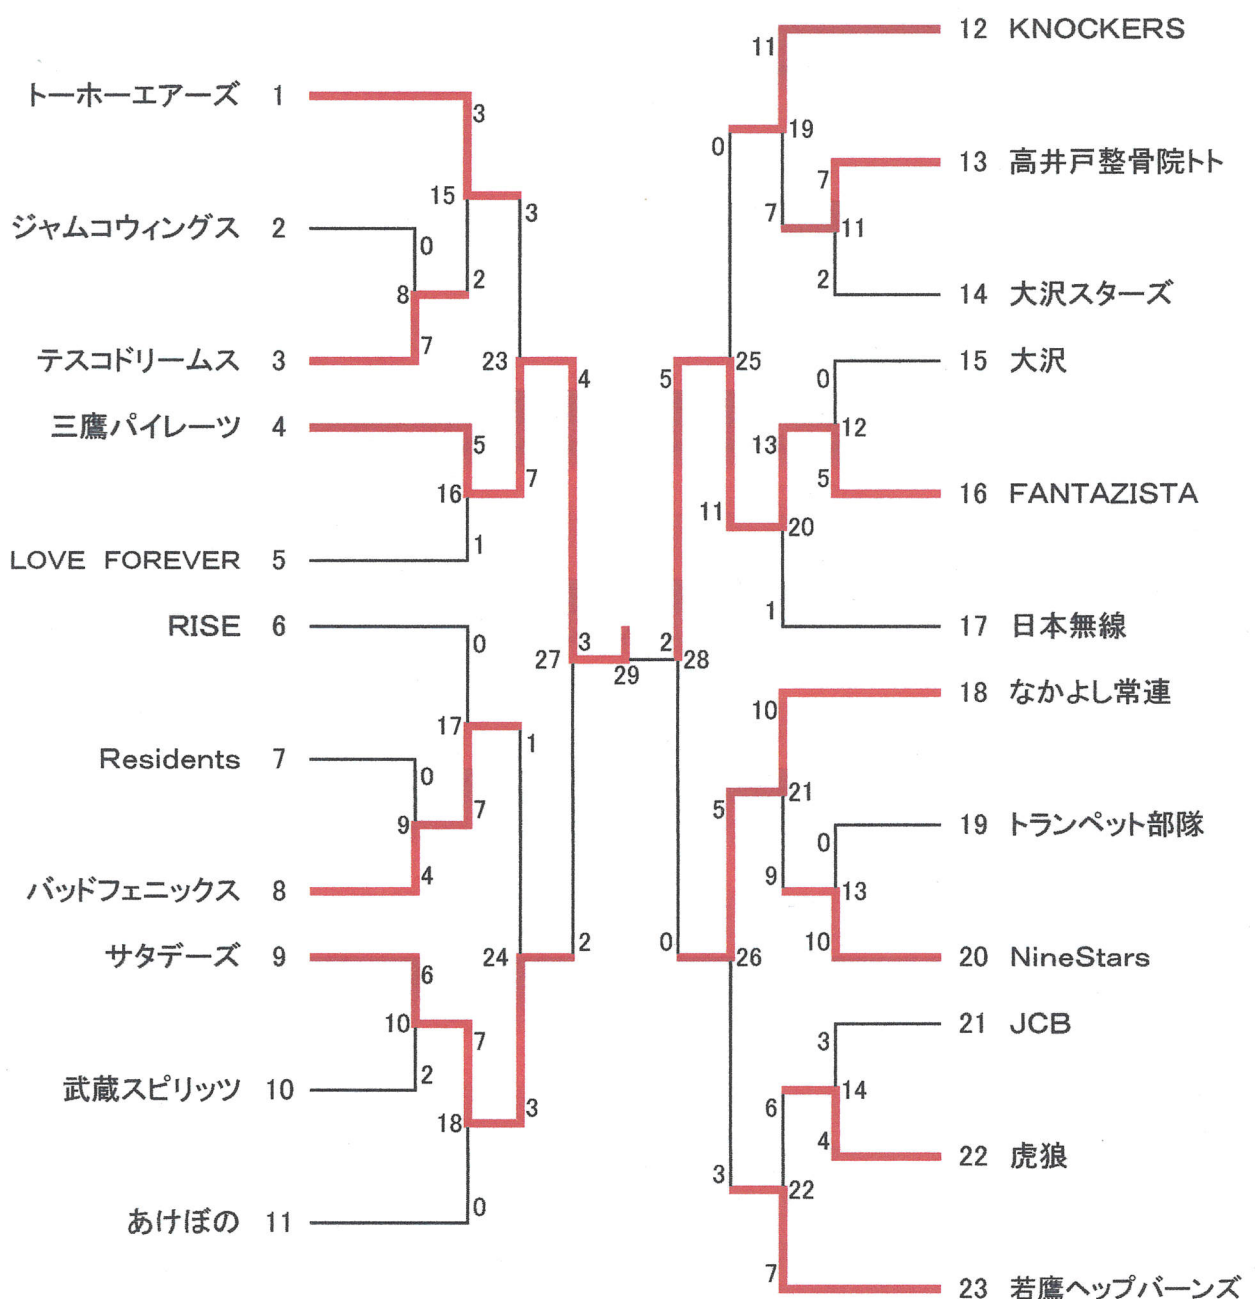 トーホーエアーズ 1
ジャムコウィングス 2
テスコドリームス 3
三鷹パイレーツ 4
LOVE FOREVER 5
RISE 6
Residents 7
バッドフェニックス 8
サタデーズ 9
武蔵スピリッツ 10
あけぼの 11
3
15
3
0
2
8
7
23
4
5
16
7
1
0
27
3
17
1
0
7
9
4
6
24
2
10
7
2
18
3
0
29
11
0
19
7
7
11
2
5
25
0
13
12
5
11
20
1
2
28
10
5
21
0
9
13
10
0
26
3
6
14
4
3
22
7
12 KNOCKERS
13 高井戸整骨院トト
14 大沢スターズ
15 大沢
16 FANTAZISTA
17 日本無線
18 なかよし常連
19 トランペット部隊
20 NineStars
21 JCB
22 虎狼
23 若鷹ヘップバーンズ